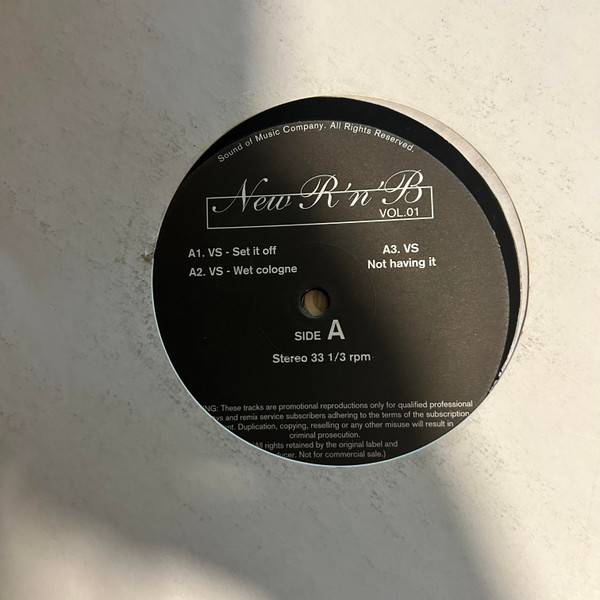 Sound of Music Company. All Rights Reserved.
New R'n'B
VOL.01
A1. VS - Set it off
A2. VS - Wet cologne
A3. VS
Not having it
SIDE A
Stereo 33 1/3 rpm
NG: These tracks are promotional reproductions only for qualified professional
and remix service subscribers adhering to the terms of the subscription
Duplication, copying, reselling or any other misuse will result in
criminal prosecution.
All rights retained by the original label and
Not for commercial sale.)